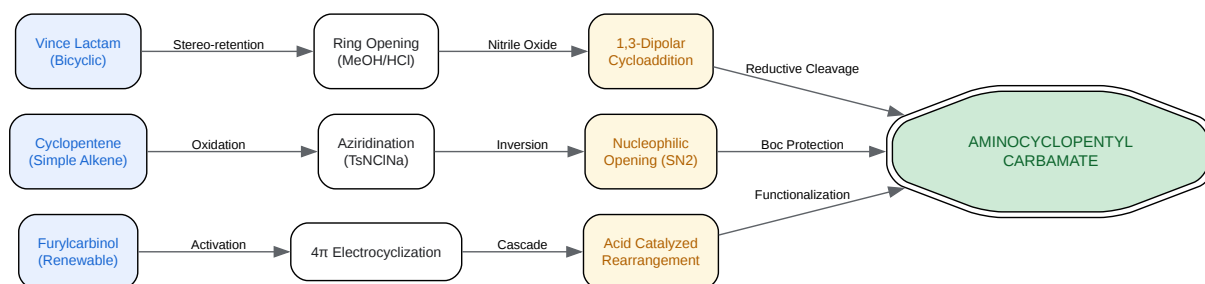 Vince Lactam
(Bicyclic)
Stereo-retention
Ring Opening
(MeOH/HCl)
Nitrile Oxide
1,3-Dipolar
Cycloaddition
Reductive Cleavage
Cyclopentene
(Simple Alkene)
Oxidation
Aziridination
(TsNClNa)
Inversion
Nucleophilic
Opening (SN2)
Boc Protection
AMINOCYCLOPENTYL
CARBAMATE
Furylcarbinol
(Renewable)
Activation
4π Electrocyclization
Cascade
Acid Catalyzed
Rearrangement
Functionalization